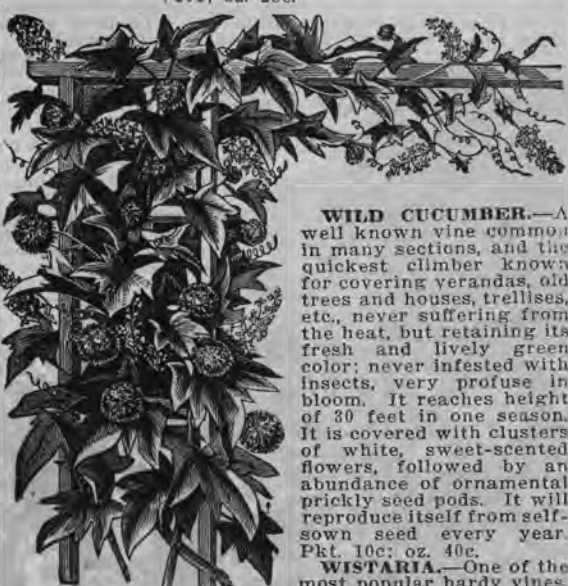 WILD CUCUMBER.—A
well known vine common
in many sections, and the
quickest climber known
for covering verandas, old
trees and houses, trellises,
etc., never suffering from
the heat, but retaining its
fresh and lively green
color; never infested with
insects, very profuse in
bloom. It reaches height
of 30 feet in one season.
It is covered with clusters
of white, sweet-scented
flowers, followed by an
abundance of ornamental
prickly seed pods. It will
reproduce itself from self-
sown seed every year.
Pkt. 10c; oz. 40c.
WISTARIA.—One of the
most popular hardy vines,